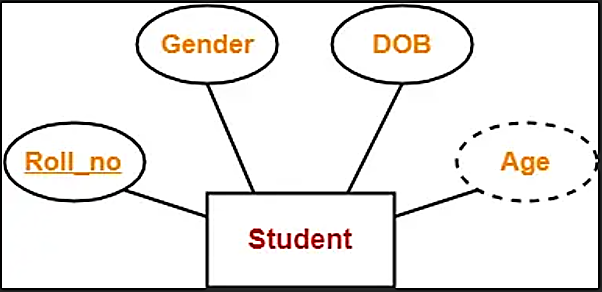 Gender
DOB
Roll_no
Age
Student